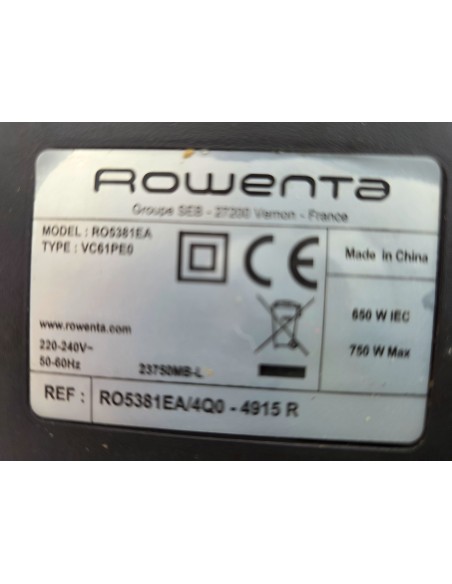 Rowenta
Groupe SEB - 27200 Vernon - France
MODEL : RO5381EA
TYPE : VC61PE0
CE
Made in China
650 W IEC
750 W Max
www.rowenta.com
220-240V~
50-60Hz
23750MB-L
REF : RO5381EA/4Q0 - 4915 R